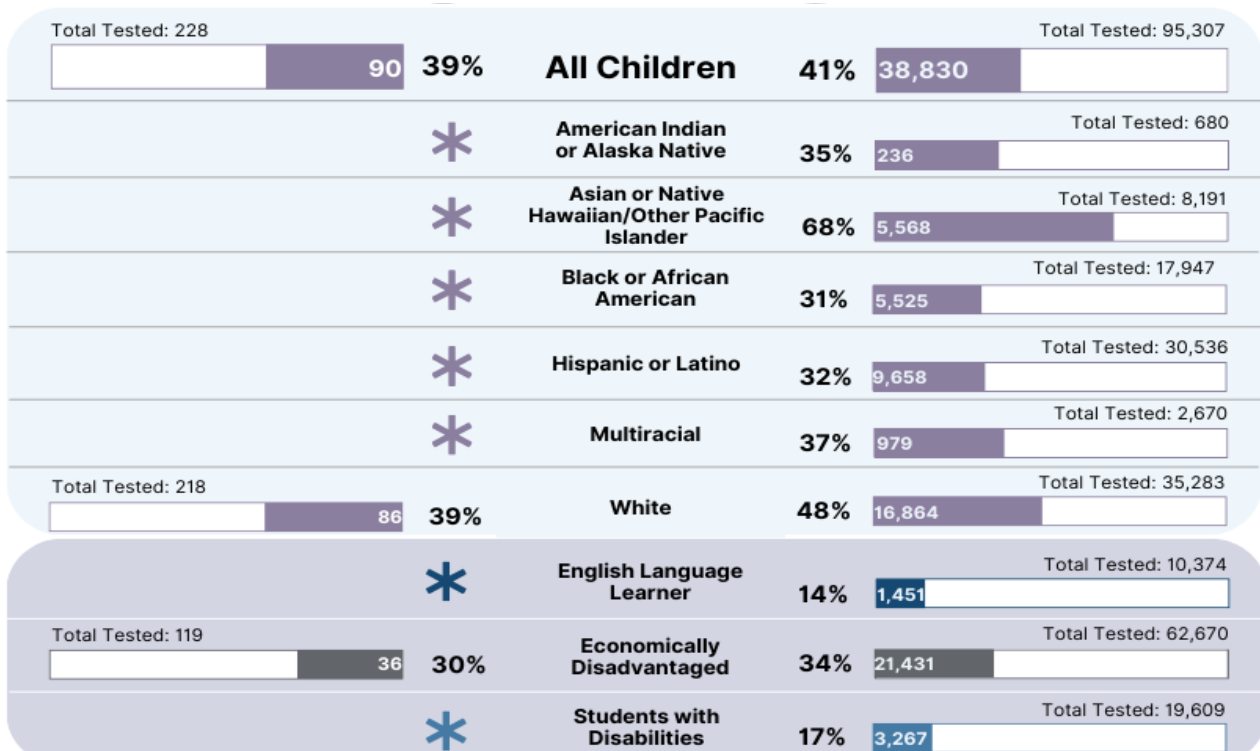 Total Tested: 228
Total Tested: 95,307
90 39% All Children 41% 38,830
Total Tested: 680
American Indian
or Alaska Native
35% 236
Total Tested: 8,191
Asian or Native
Hawaiian/Other Pacific
Islander
68% 5,568
Total Tested: 17,947
Black or African
American
31% 5,525
Total Tested: 30,536
Hispanic or Latino
32% 9,658
Total Tested: 2,670
Multiracial
37% 979
Total Tested: 218
Total Tested: 35,283
86 39% White 48% 16,864
Total Tested: 10,374
English Language
Learner
14% 1,451
Total Tested: 119
Total Tested: 62,670
Economically
Disadvantaged
36 30% 34% 21,431
Total Tested: 19,609
Students with
Disabilities
17% 3,267